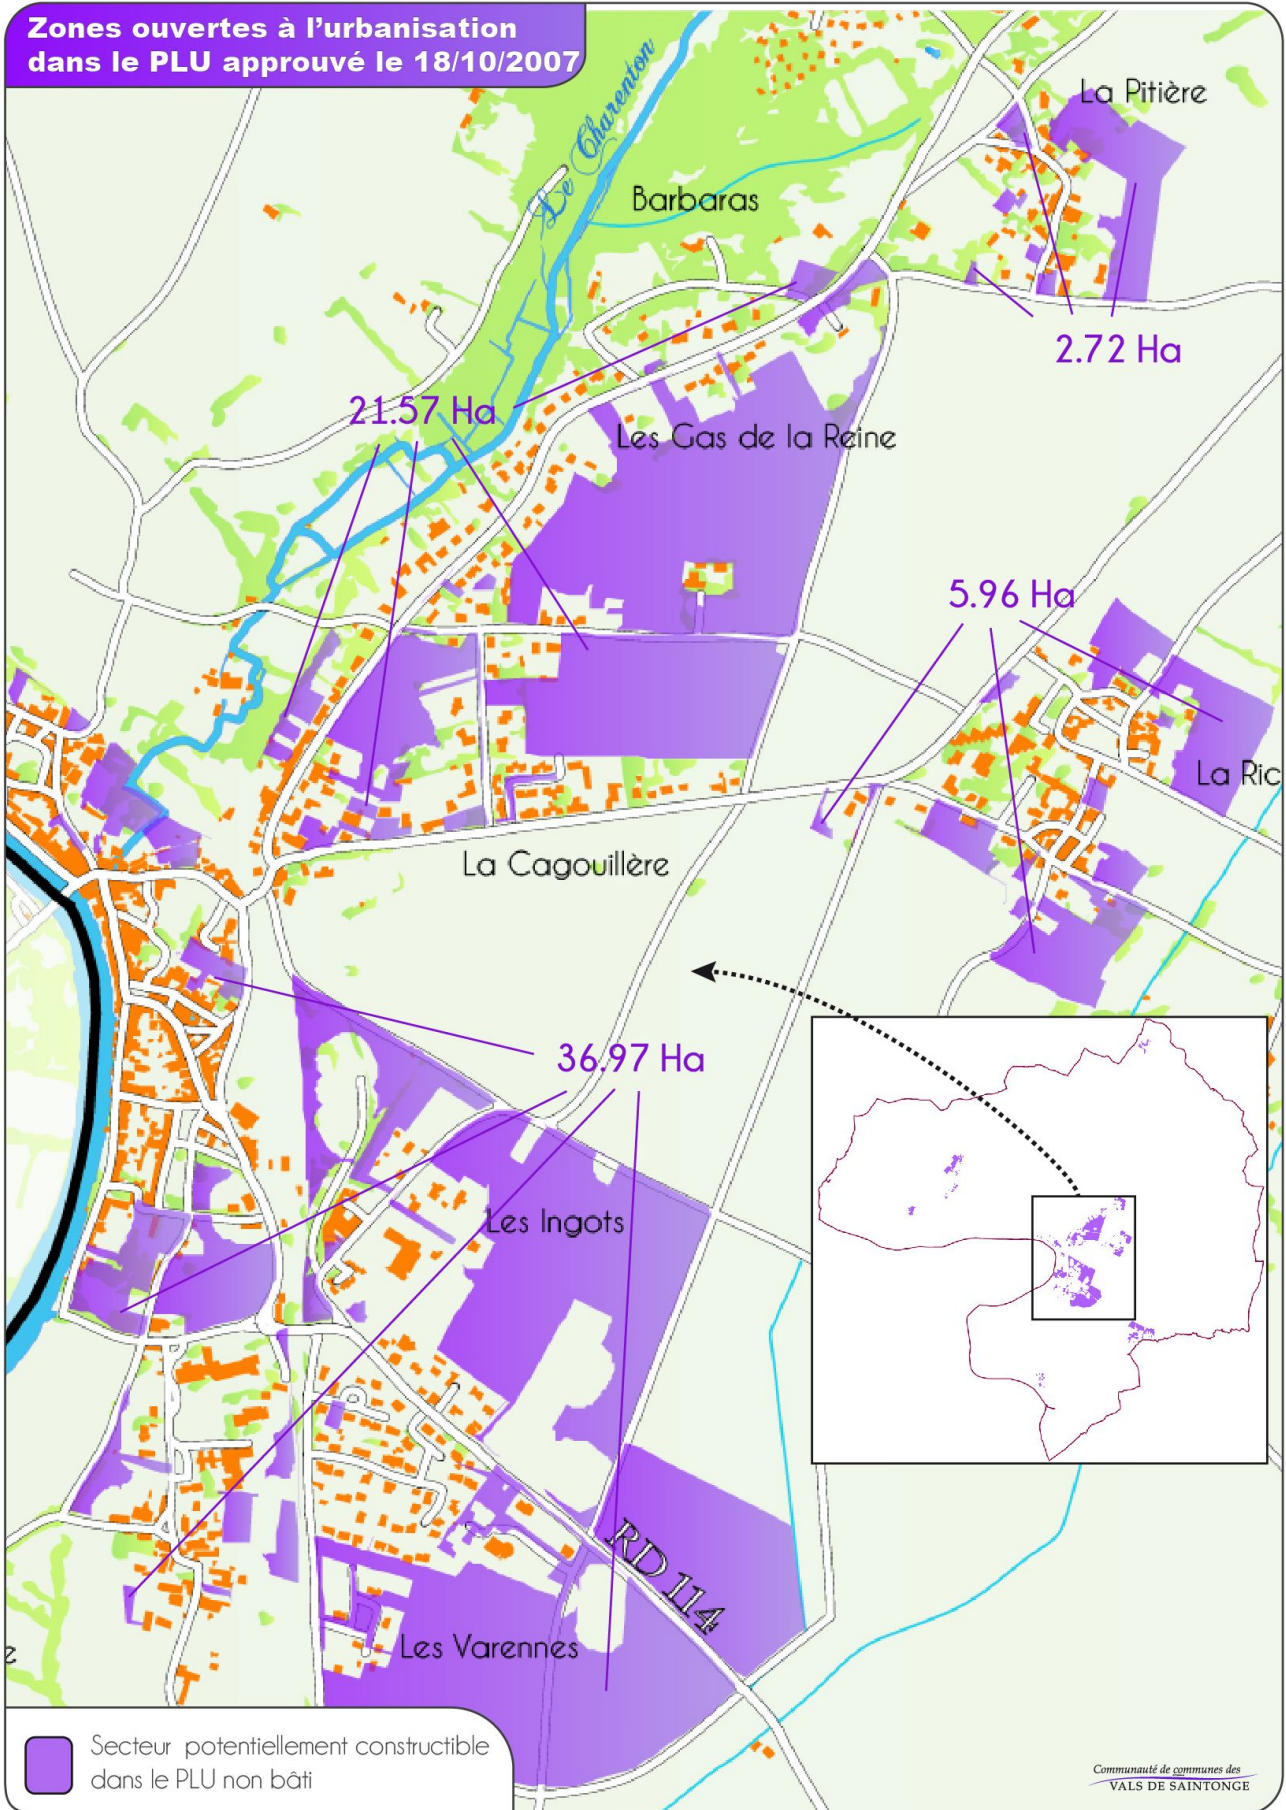 Zones ouvertes à l'urbanisation
dans le PLU approuvé le 18/10/2007
Le Charenton
La Pitière
Barbaras
2.72 Ha
21.57 Ha
Les Gas de la Reine
5.96 Ha
La Ric
La Cagouillère
36.97 Ha
Les Ingots
RD 114
Les Varennes
e
Secteur potentiellement constructible
dans le PLU non bâti
Communauté de communes des
VALS DE SAINTONGE